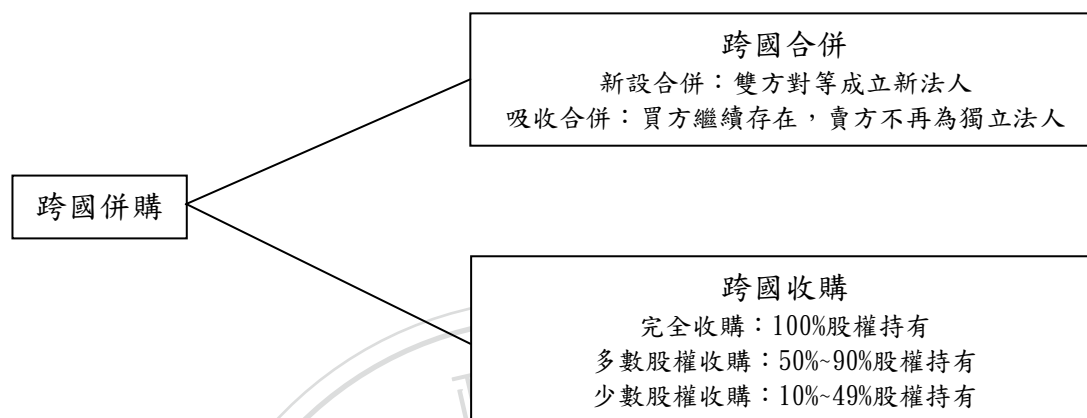 跨國合併
新設合併：雙方對等成立新法人
吸收合併：買方繼續存在，賣方不再為獨立法人
跨國併購
跨國收購
完全收購：100%股權持有
多數股權收購：50%~90%股權持有
少數股權收購：10%~49%股權持有